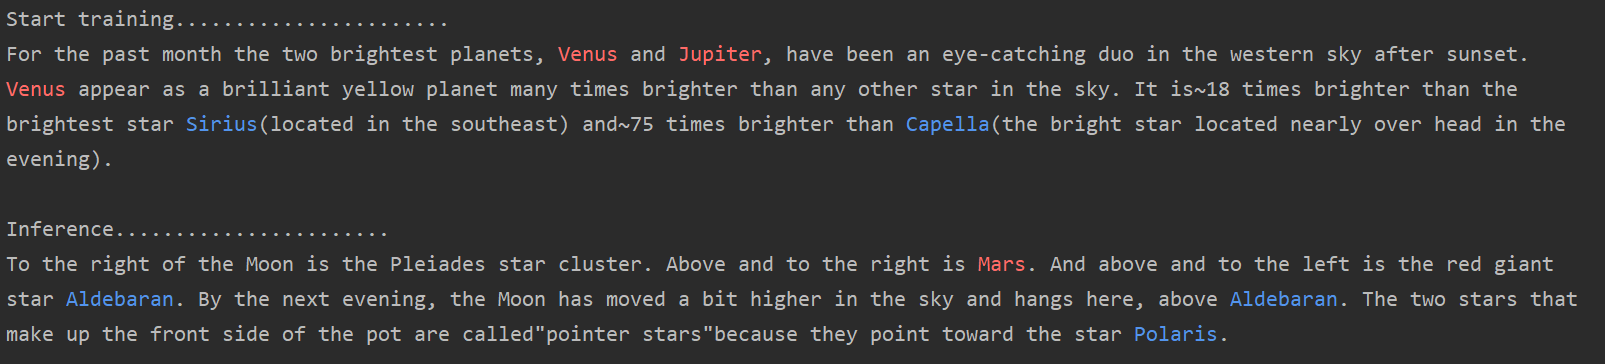 Start training.......................
For the past month the two brightest planets, Venus and Jupiter, have been an eye-catching duo in the western sky after sunset.
Venus appear as a brilliant yellow planet many times brighter than any other star in the sky. It is~18 times brighter than the
brightest star Sirius(located in the southeast) and~75 times brighter than Capella(the bright star located nearly over head in the
evening).

Inference.......................
To the right of the Moon is the Pleiades star cluster. Above and to the right is Mars. And above and to the left is the red giant
star Aldebaran. By the next evening, the Moon has moved a bit higher in the sky and hangs here, above Aldebaran. The two stars that
make up the front side of the pot are called"pointer stars"because they point toward the star Polaris.